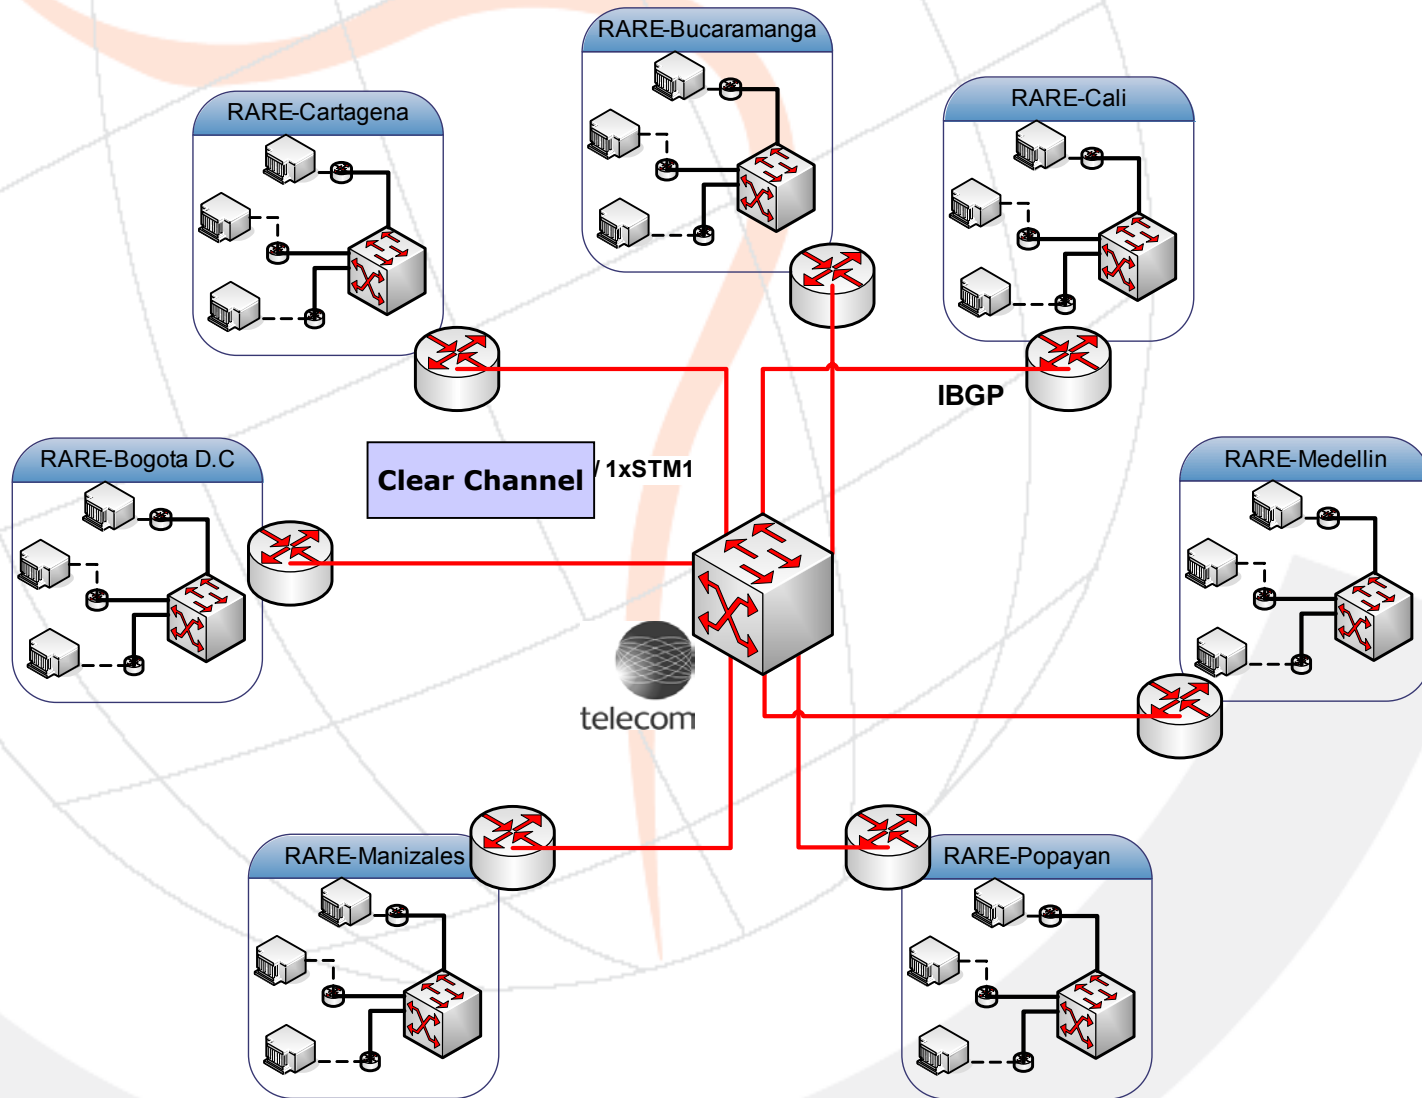 RARE-Bucaramanga
RARE-Cartagena
RARE-Cali
IBGP
RARE-Bogota D.C
Clear Channel / 1xSTM1
RARE-Medellin
telecom
RARE-Manizales
RARE-Popayan